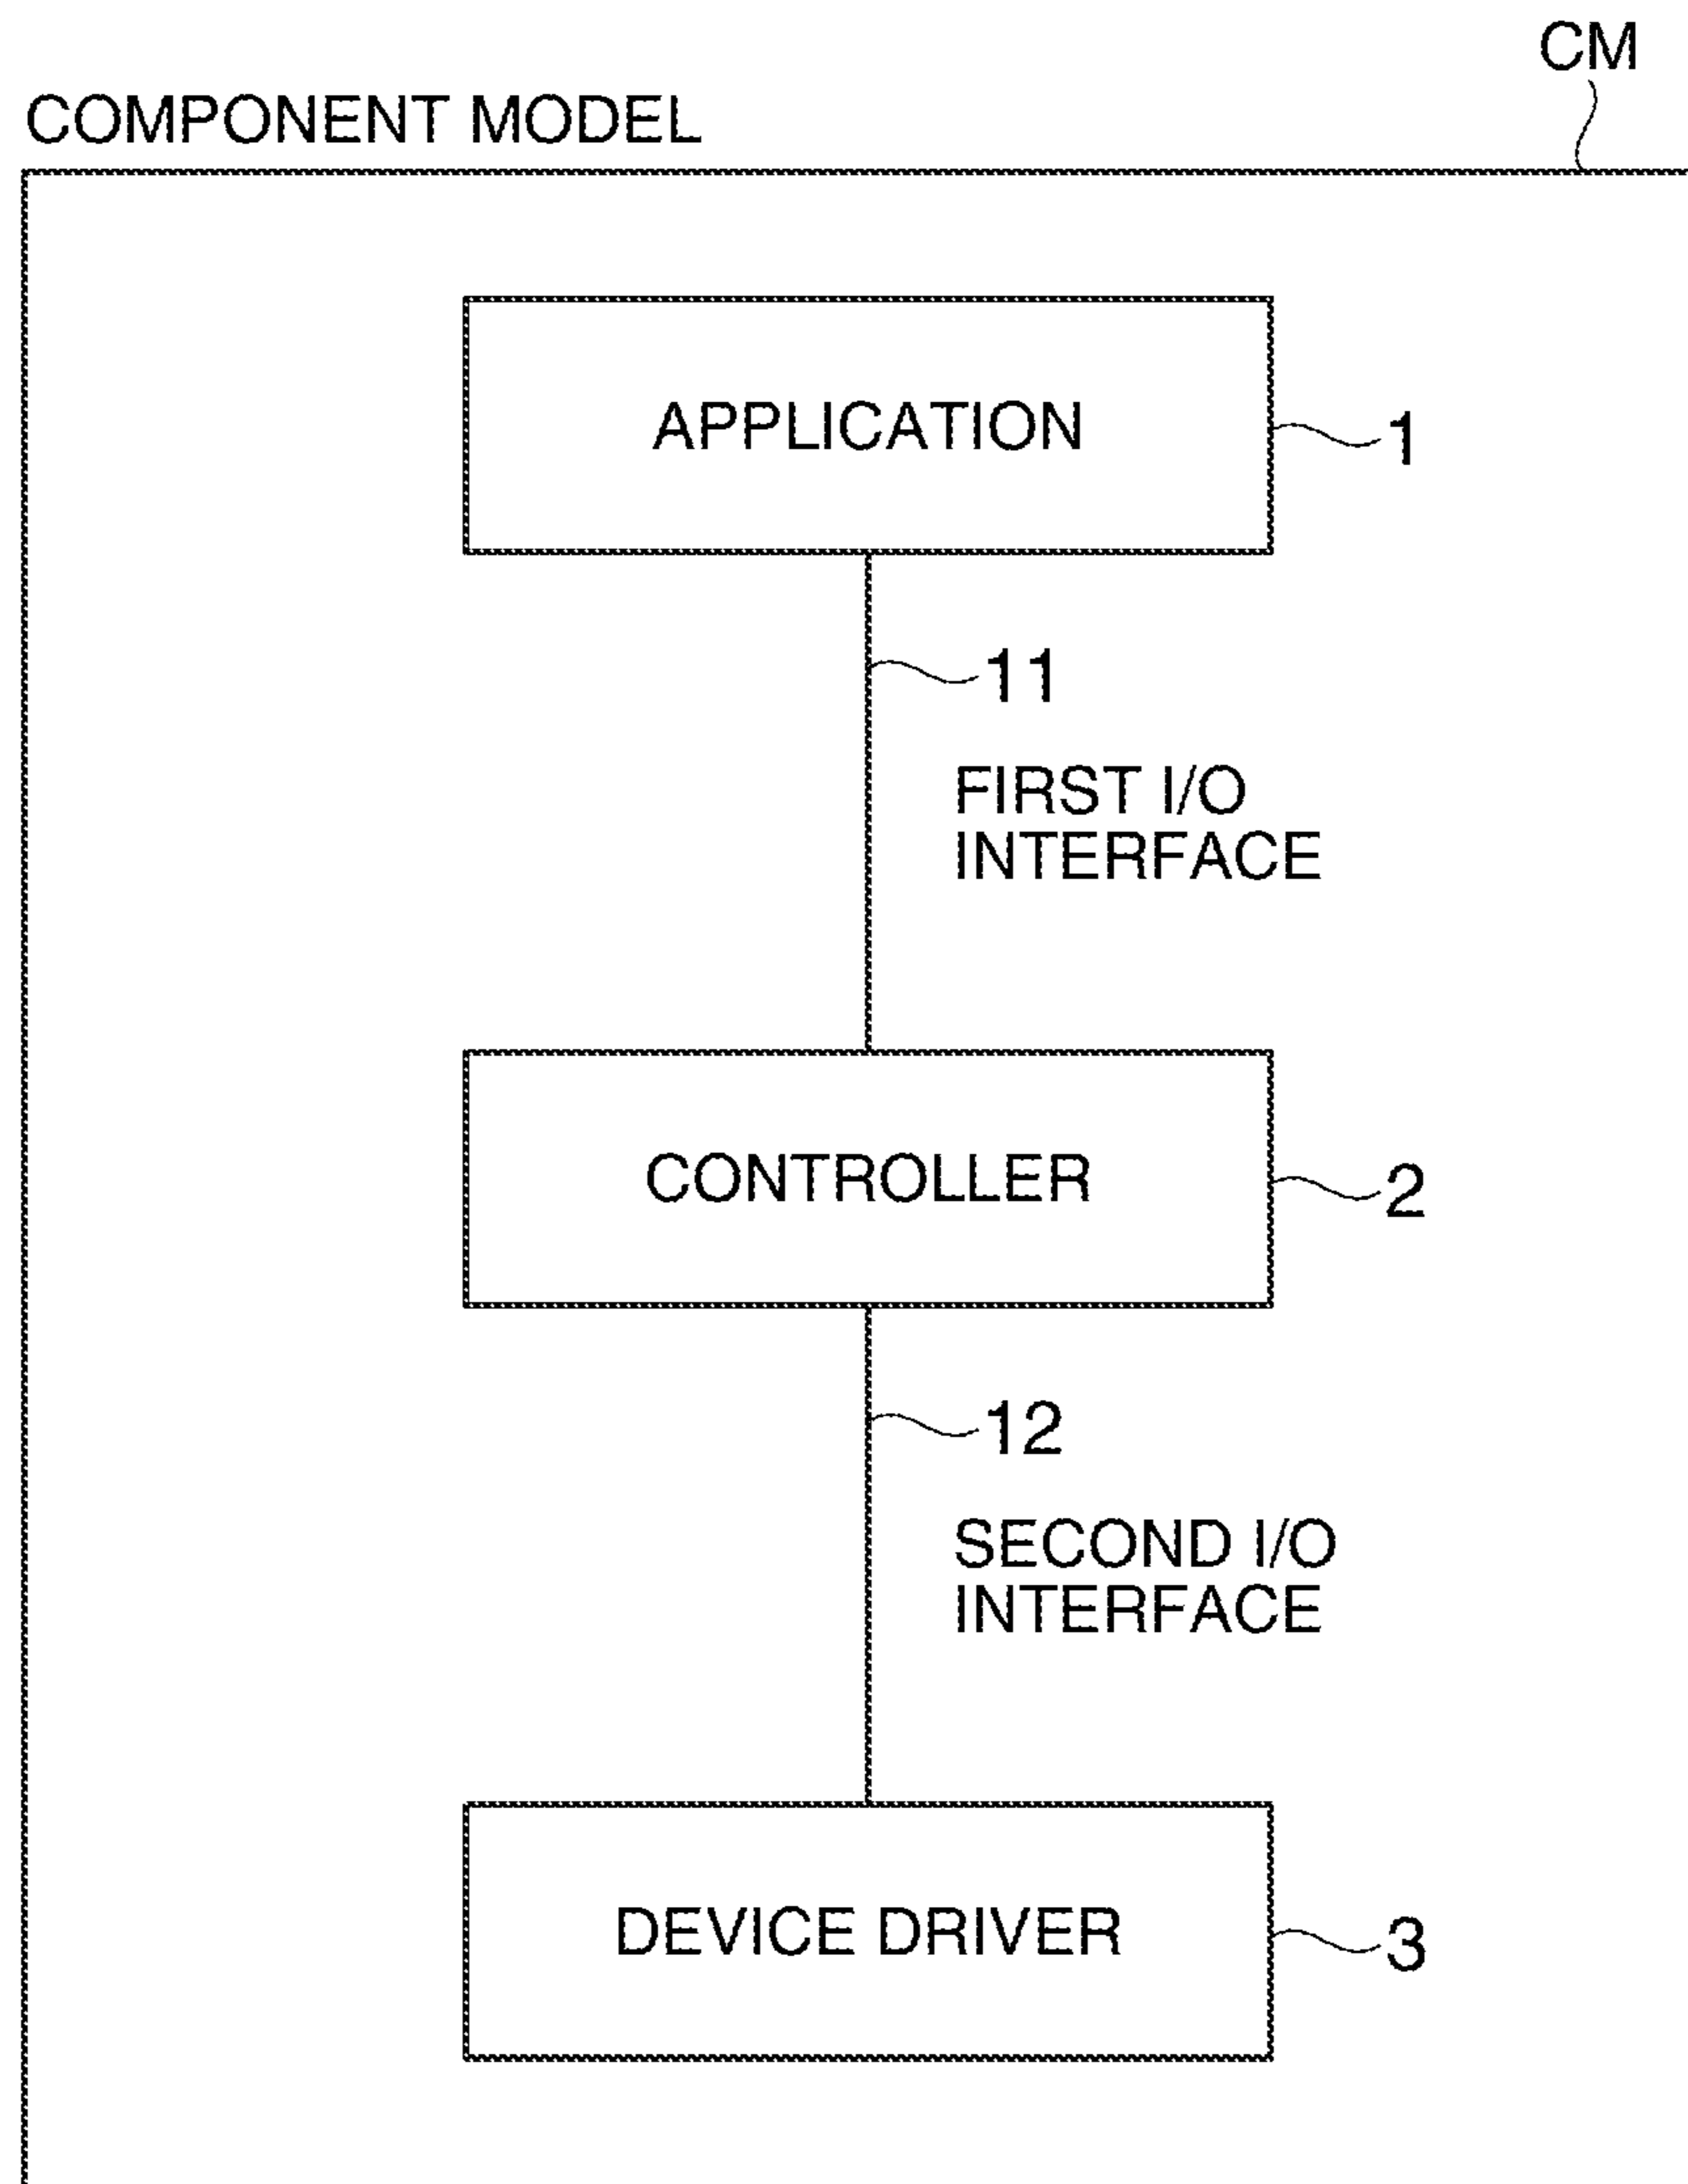 CM
COMPONENT MODEL
APPLICATION
1
11
FIRST I/O
INTERFACE
CONTROLLER
2
12
SECOND I/O
INTERFACE
DEVICE DRIVER
3